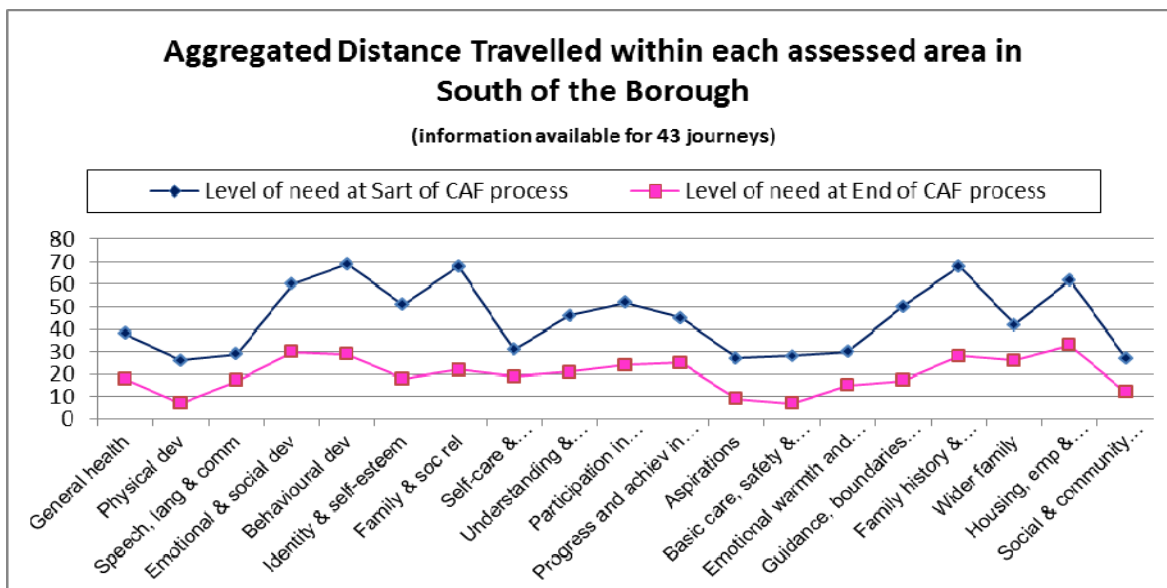 Aggregated Distance Travelled within each assessed area in
South of the Borough
(information available for 43 journeys)
Level of need at Sart of CAF process
Level of need at End of CAF process
80
70
60
50
40
30
20
10
0
General health
Physical dev
Speech, lang & comm
Emotional & social dev
Behavioural dev
Identity & self-esteem
Family & soc rel
Self-care &...
Understanding &...
Participation in...
Progress and achiev in...
Aspirations
Basic care, safety &...
Emotional warmth and...
Guidance, boundaries...
Family history &...
Wider family
Housing, emp &...
Social & community...